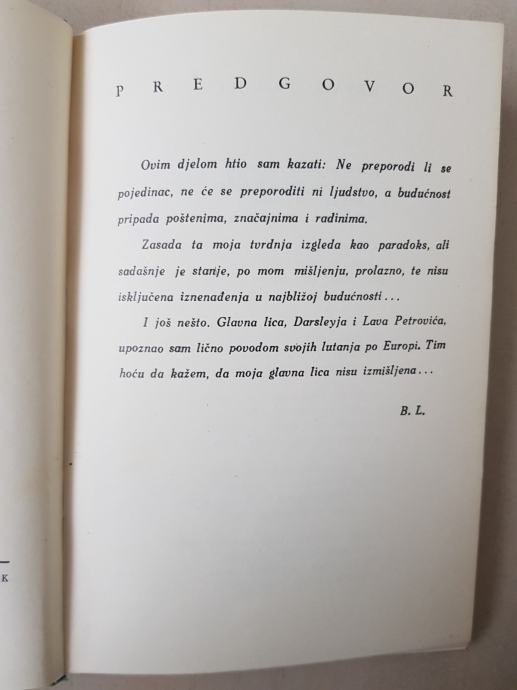 PREDGOVOR
Ovim djelom htio sam kazati: Ne preporodi li se
pojedinac, ne će se preporoditi ni ljudstvo, a budućnost
pripada poštenima, značajnima i radinima.
Zasada ta moja tvrdnja izgleda kao paradoks, ali
sadašnje je stanje, po mom mišljenju, prolazno, te nisu
isključena iznenađenja u najbližoj budućnosti...
I još nešto. Glavna lica, Darsleyja i Lava Petrovića,
upoznao sam lično povodom svojih lutanja po Europi. Tim
hoću da kažem, da moja glavna lica nisu izmišljena...
B. L.
K